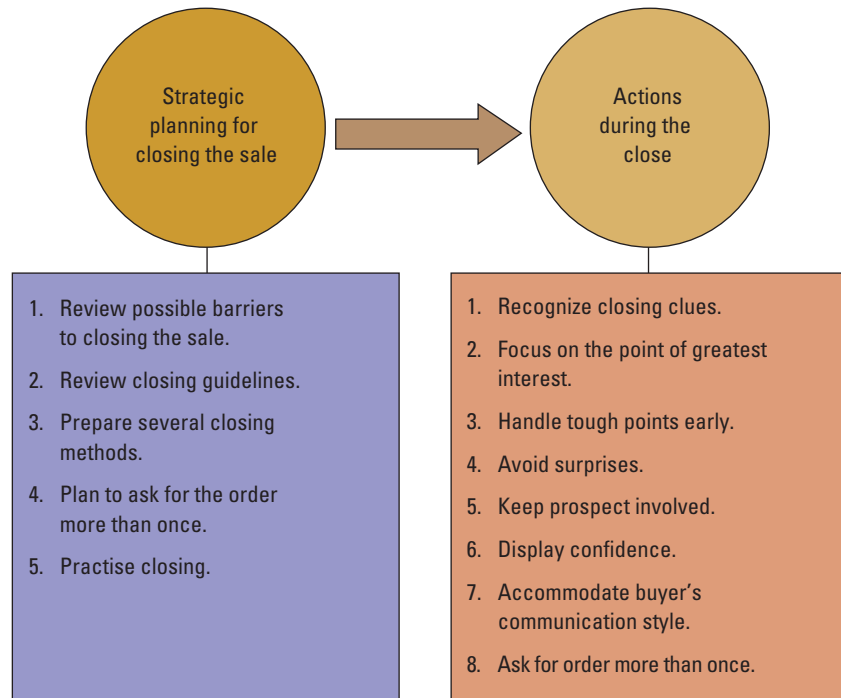 Strategic
planning for
closing the sale
Actions
during the
close
1. Review possible barriers
to closing the sale.
2. Review closing guidelines.
3. Prepare several closing
methods.
4. Plan to ask for the order
more than once.
5. Practise closing.
1. Recognize closing clues.
2. Focus on the point of greatest
interest.
3. Handle tough points early.
4. Avoid surprises.
5. Keep prospect involved.
6. Display confidence.
7. Accommodate buyer's
communication style.
8. Ask for order more than once.